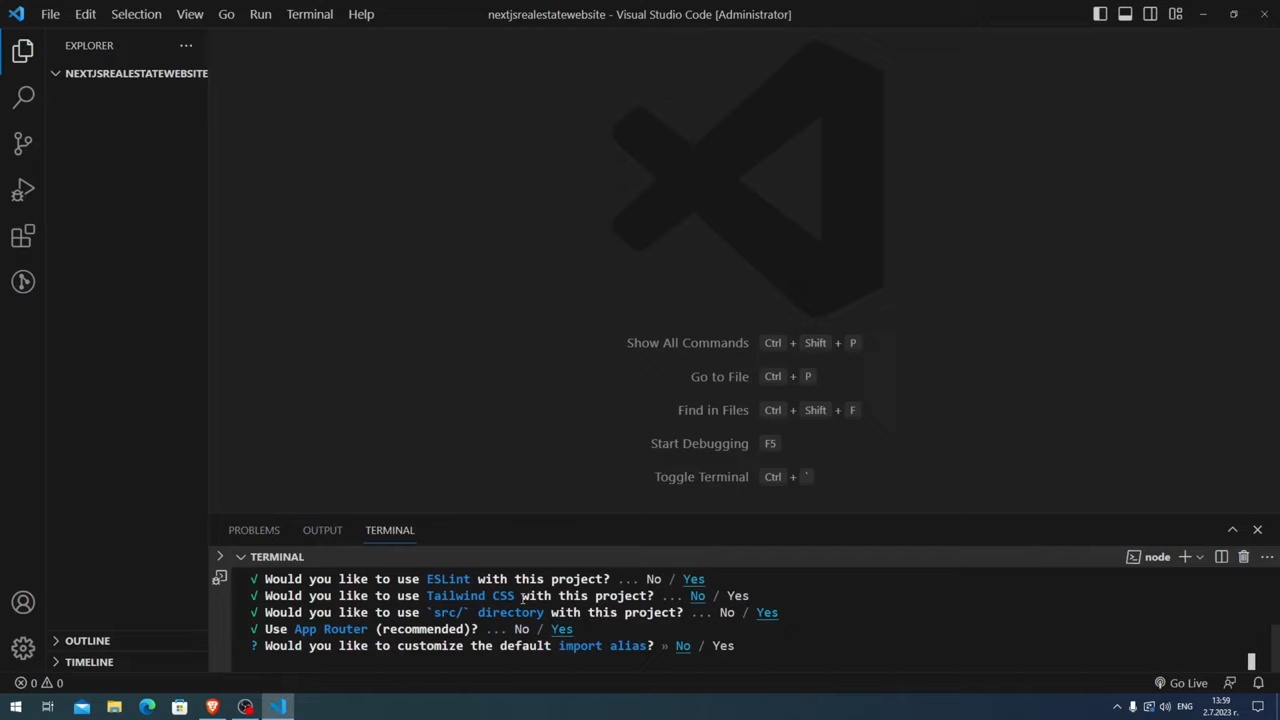 File Edit Selection View Go Run Terminal Help
nextjsrealestatewebsite - Visual Studio Code [Administrator]
EXPLORER
NEXTJSREALESTATEWEBSITE
Show All Commands Ctrl + Shift + P
Go to File Ctrl + P
Find in Files Ctrl + Shift + F
Start Debugging F5
Toggle Terminal Ctrl + `
PROBLEMS OUTPUT TERMINAL
TERMINAL
node
√ Would you like to use ESLint with this project? ... No / Yes
√ Would you like to use Tailwind CSS with this project? ... No / Yes
√ Would you like to use `src/` directory with this project? ... No / Yes
√ Use App Router (recommended)? ... No / Yes
? Would you like to customize the default import alias? » No / Yes
OUTLINE
TIMELINE
0 0
Go Live
ENG
13:59
2.7.2023 г.